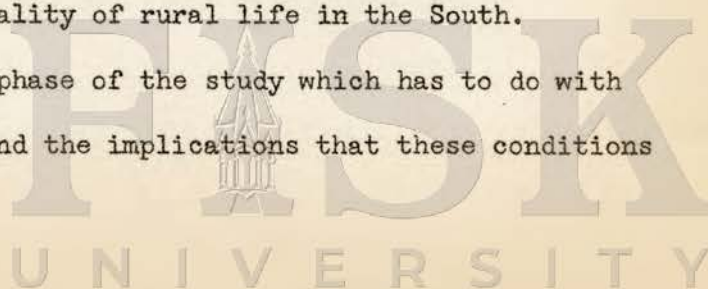 ality of rural life in the South.
phase of the study which has to do with
nd the implications that these conditions
FISK
UNIVERSITY